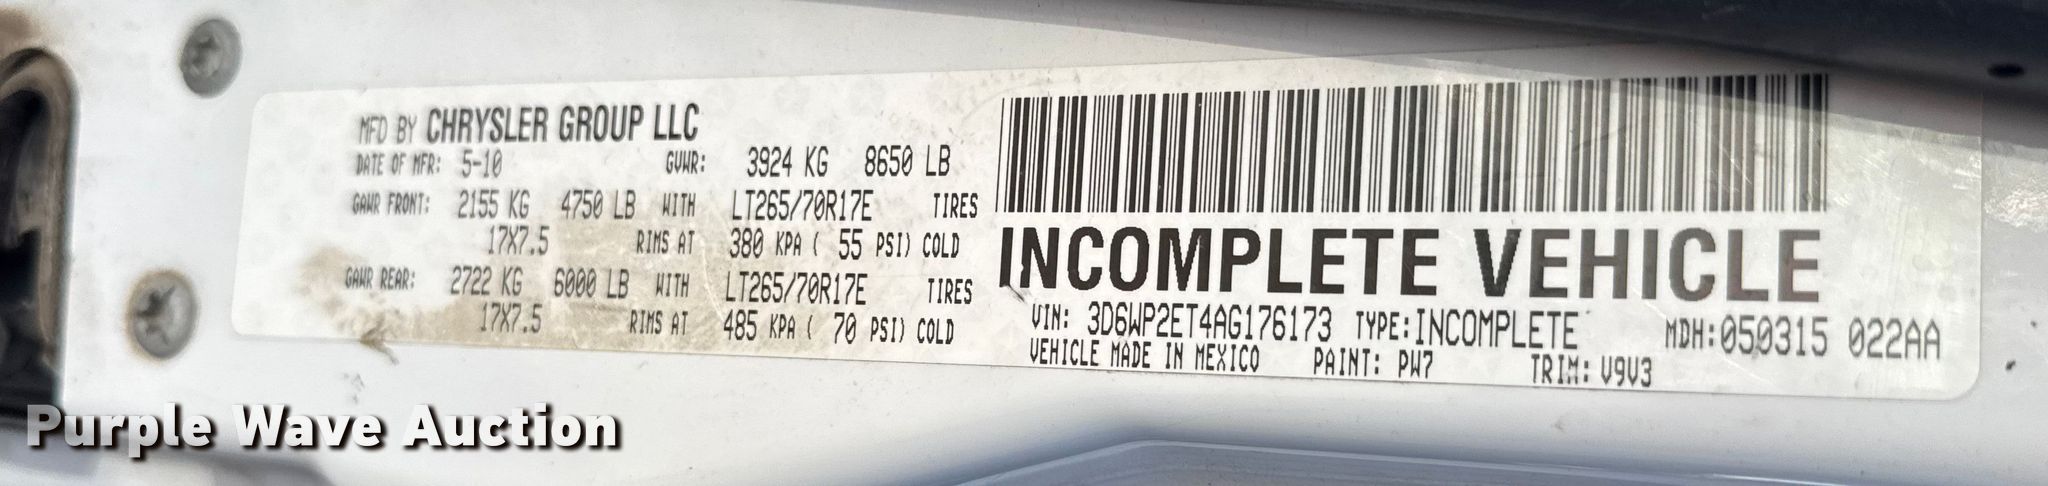 MFD BY CHRYSLER GROUP LLC
DATE OF MFR: 5-10 GVWR: 3924 KG 8650 LB
GAWR FRONT: 2155 KG 4750 LB WITH LT265/70R17E TIRES
17X7.5 RIMS AT 380 KPA ( 55 PSI) COLD
GAWR REAR: 2722 KG 6000 LB WITH LT265/70R17E TIRES
17X7.5 RIMS AT 485 KPA ( 70 PSI) COLD
INCOMPLETE VEHICLE
VIN: 3D6WP2ET4AG176173 TYPE: INCOMPLETE MDH: 050315 022AA
VEHICLE MADE IN MEXICO PAINT: PW7 TRIM: V9V3
Purple Wave Auction